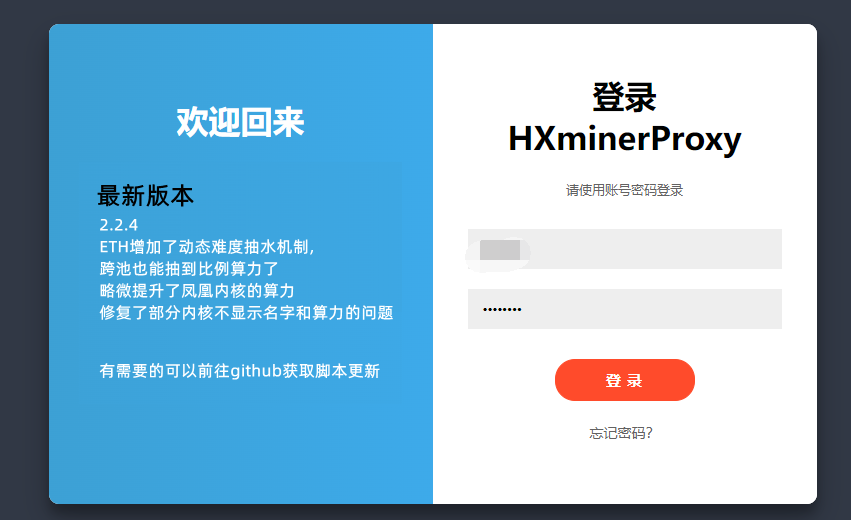 欢迎回来
最新版本
2.2.4
ETH增加了动态难度抽水机制,
跨池也能抽到比例算力了
略微提升了凤凰内核的算力
修复了部分内核不显示名字和算力的问题
有需要的可以前往github获取脚本更新
登录
HXminerProxy
请使用账号密码登录
••••••••
登 录
忘记密码?